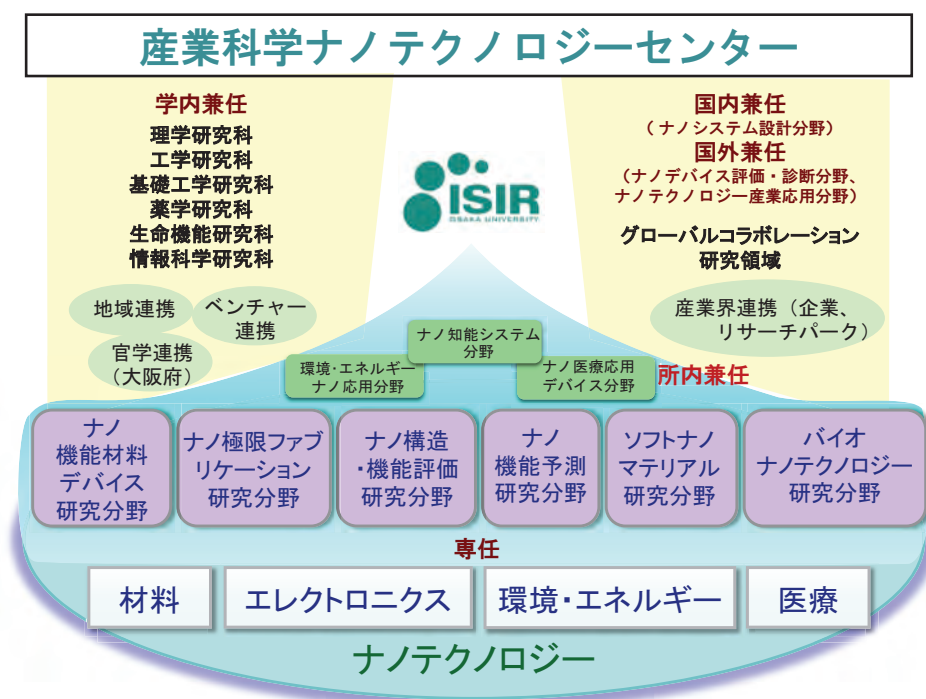 産業科学ナノテクノロジーセンター
学内兼任
理学研究科
工学研究科
基礎工学研究科
薬学研究科
生命機能研究科
情報科学研究科
地域連携
ベンチャー
連携
官学連携
(大阪府)
ISIR
OSAKA UNIVERSITY
国内兼任
(ナノシステム設計分野)
国外兼任
(ナノデバイス評価・診断分野、
ナノテクノロジー産業応用分野)
グローバルコラボレーション
研究領域
産業界連携(企業、
リサーチパーク)
ナノ知能システム
分野
環境・エネルギー
ナノ応用分野
ナノ医療応用
デバイス分野
所内兼任
ナノ
機能材料
デバイス
研究分野
ナノ極限ファブ
リケーション
研究分野
ナノ構造
・機能評価
研究分野
ナノ
機能予測
研究分野
ソフトナノ
マテリアル
研究分野
バイオ
ナノテクノロジー
研究分野
専任
材料
エレクトロニクス
環境・エネルギー
医療
ナノテクノロジー